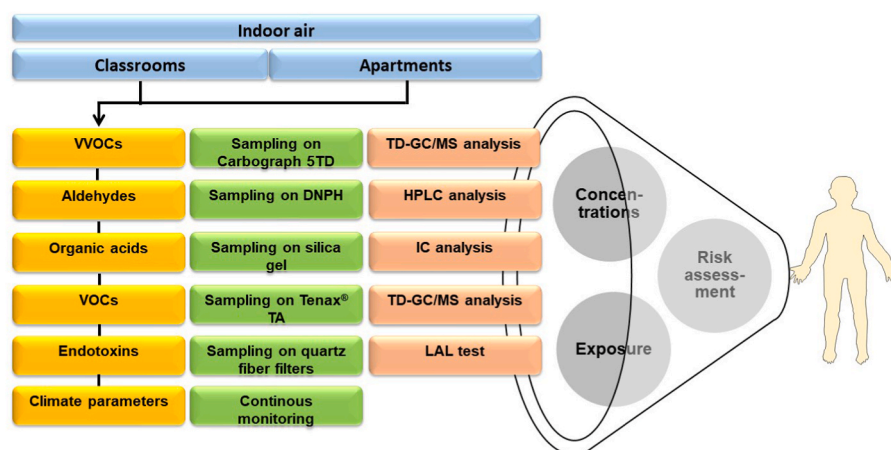 Indoor air
Classrooms
Apartments
VVOCs
Sampling on
Carbograph 5TD
TD-GC/MS analysis
Aldehydes
Sampling on DNPH
HPLC analysis
Organic acids
Sampling on silica
gel
IC analysis
VOCs
Sampling on Tenax®
TA
TD-GC/MS analysis
Endotoxins
Sampling on quartz
fiber filters
LAL test
Climate parameters
Continous
monitoring
Concen-
trations
Exposure
Risk
assess-
ment